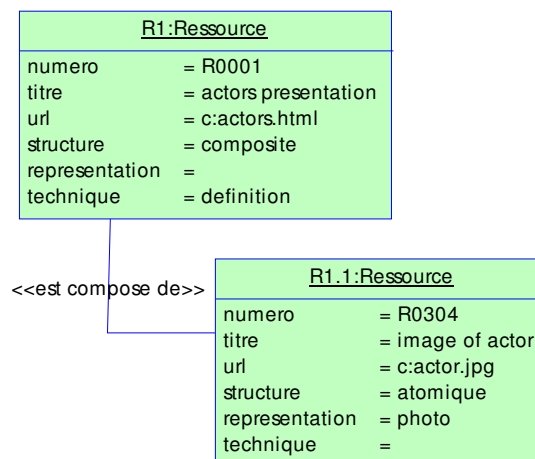 R1:Ressource
numero = R0001
titre = actors presentation
url = c:actors.html
structure = composite
representation =
technique = definition
<<est compose de>>
R1.1:Ressource
numero = R0304
titre = image of actor
url = c:actor.jpg
structure = atomique
representation = photo
technique =